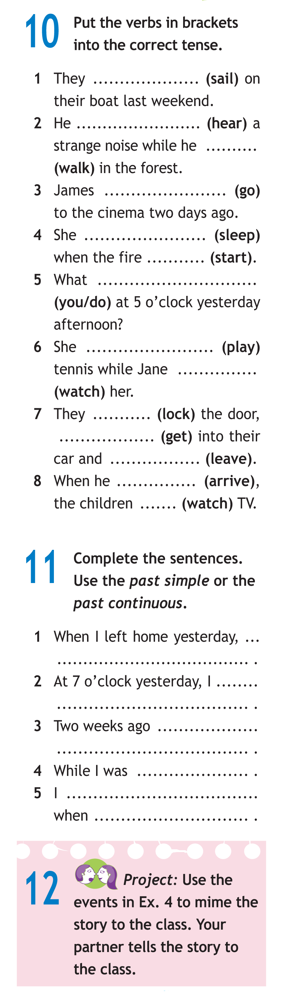 10 Put the verbs in brackets
into the correct tense.
1 They .................... (sail) on
their boat last weekend.
2 He ........................ (hear) a
strange noise while he ..........
(walk) in the forest.
3 James ....................... (go)
to the cinema two days ago.
4 She ....................... (sleep)
when the fire ........... (start).
5 What ..............................
(you/do) at 5 o’clock yesterday
afternoon?
6 She ........................ (play)
tennis while Jane ...............
(watch) her.
7 They ........... (lock) the door,
.................. (get) into their
car and ................. (leave).
8 When he ............... (arrive),
the children ....... (watch) TV.
11 Complete the sentences.
Use the past simple or the
past continuous.
1 When I left home yesterday, ...
.................................... .
2 At 7 o’clock yesterday, I ........
.................................... .
3 Two weeks ago ...................
.................................... .
4 While I was ..................... .
5 I ....................................
when ............................. .
12 Project: Use the
events in Ex. 4 to mime the
story to the class. Your
partner tells the story to
the class.